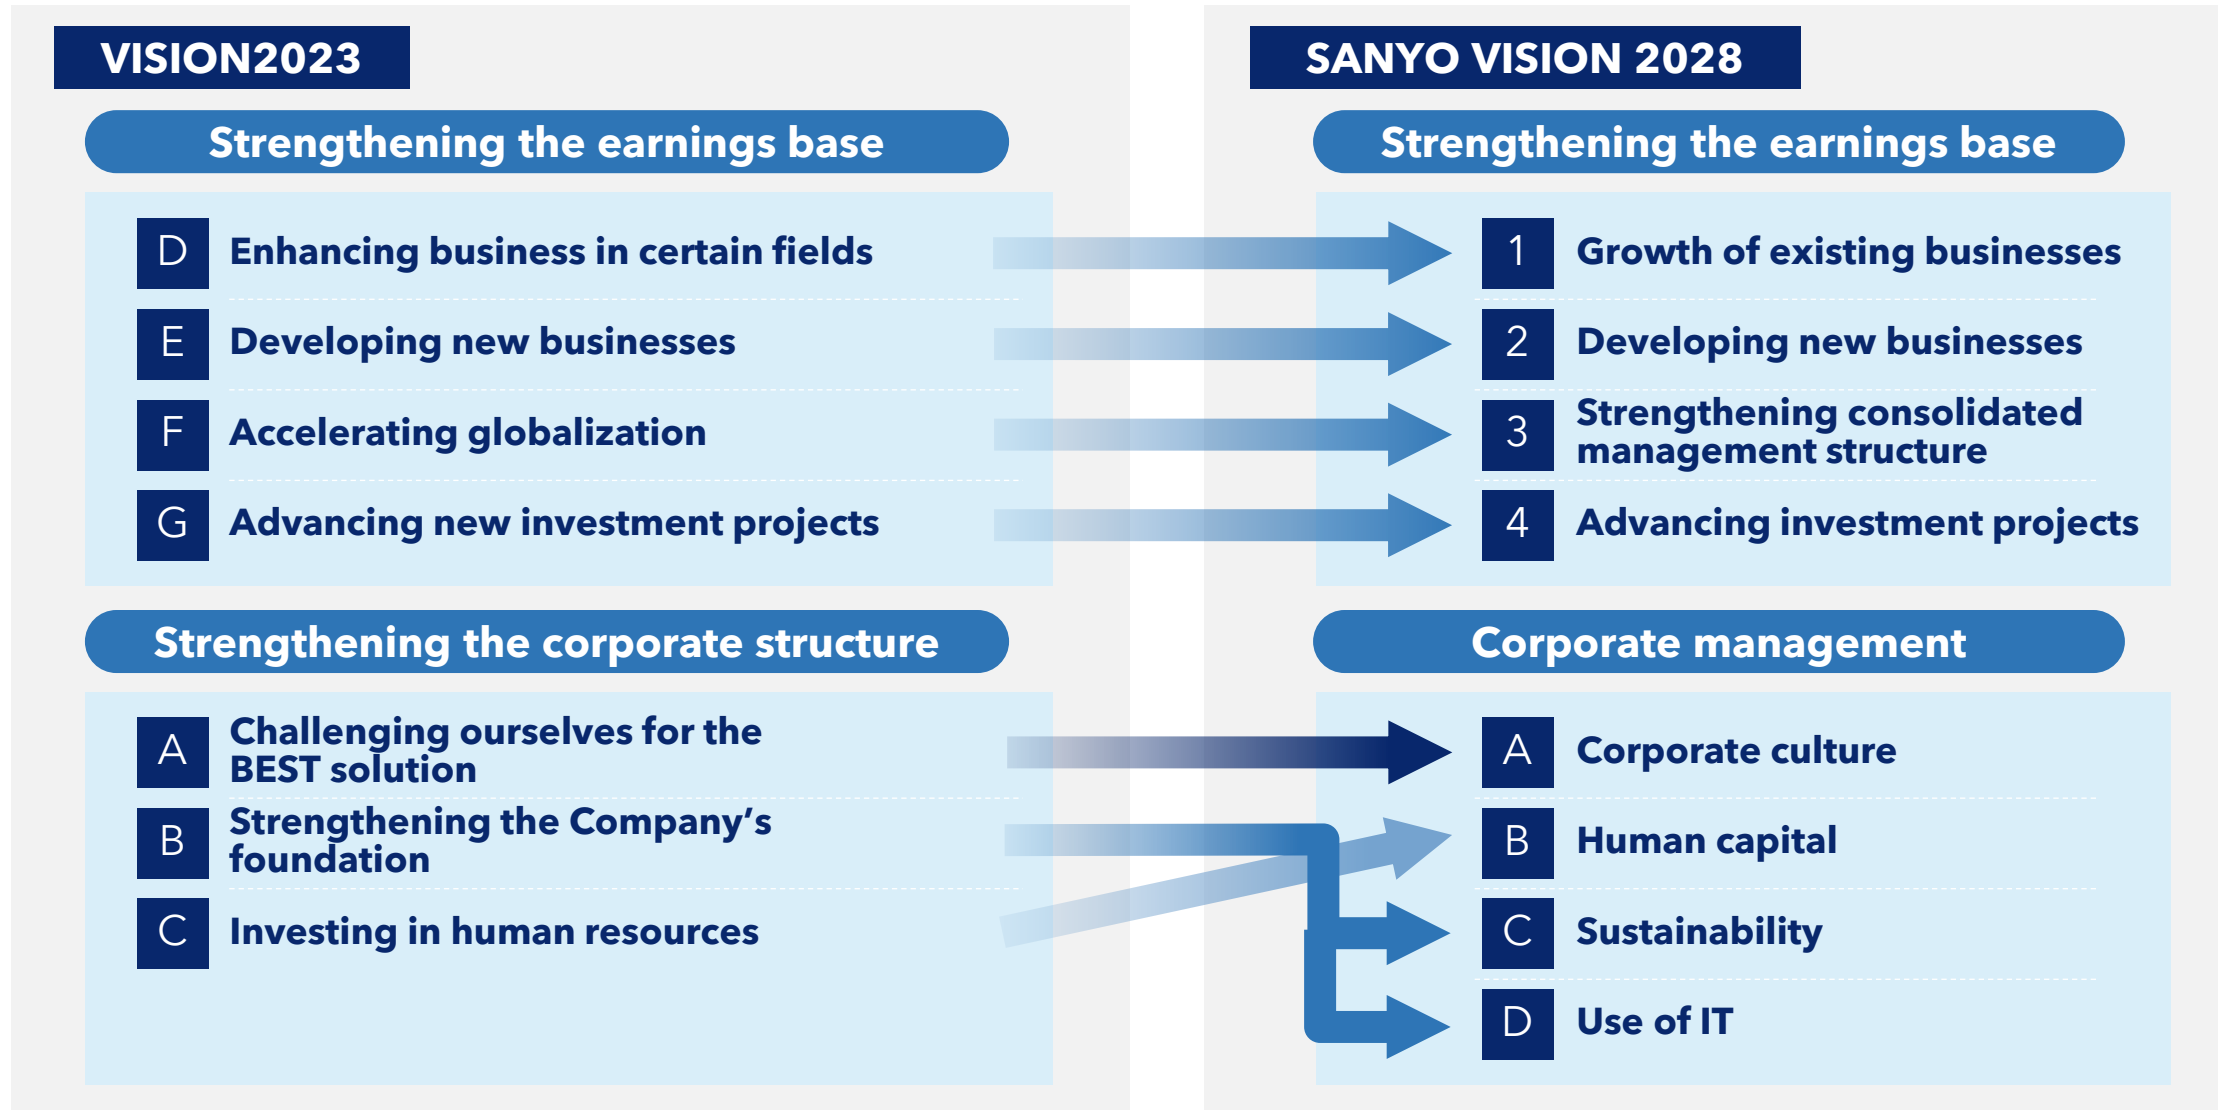 VISION2023
Strengthening the earnings base
D
Enhancing business in certain fields
E
Developing new businesses
F
Accelerating globalization
G
Advancing new investment projects
Strengthening the corporate structure
A
Challenging ourselves for the
BEST solution
B
Strengthening the Company’s
foundation
C
Investing in human resources
SANYO VISION 2028
Strengthening the earnings base
1
Growth of existing businesses
2
Developing new businesses
3
Strengthening consolidated
management structure
4
Advancing investment projects
Corporate management
A
Corporate culture
B
Human capital
C
Sustainability
D
Use of IT